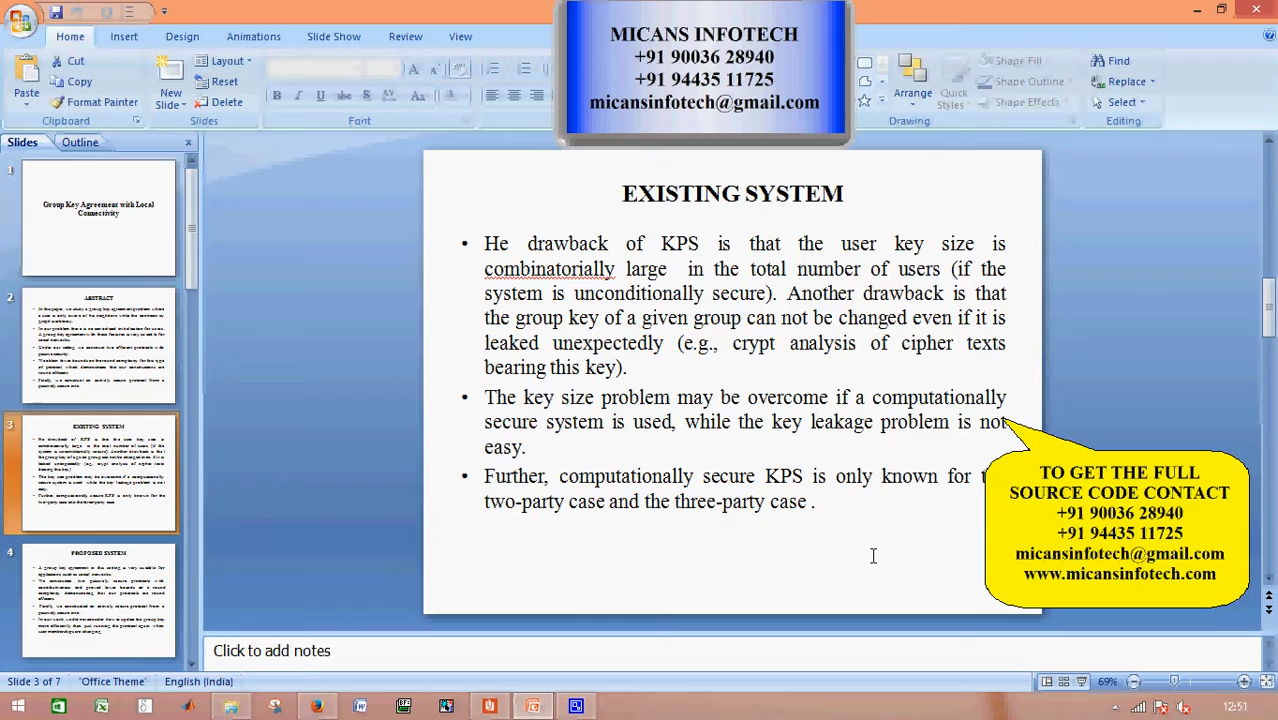 Home Insert Design Animations Slide Show Review View
MICANS INFOTECH
+91 90036 28940
+91 94435 11725
micansinfotech@gmail.com
Paste
Cut
Copy
Format Painter
Clipboard
New
Slide
Layout
Reset
Delete
Slides
B I U S
Aa
A
Font
Arrange
Quick
Styles
Shape Fill
Shape Outline
Shape Effects
Drawing
Find
Replace
Select
Editing
Slides Outline
1
Group Key Agreement with Local
Connectivity
2
ABSTRACT
3
EXISTING SYSTEM
4
PROPOSED SYSTEM
EXISTING SYSTEM
• He drawback of KPS is that the user key size is
combinatorially large in the total number of users (if the
system is unconditionally secure). Another drawback is that
the group key of a given group can not be changed even if it is
leaked unexpectedly (e.g., crypt analysis of cipher texts
bearing this key).
• The key size problem may be overcome if a computationally
secure system is used, while the key leakage problem is not
easy.
• Further, computationally secure KPS is only known for
two-party case and the three-party case .
TO GET THE FULL
SOURCE CODE CONTACT
+91 90036 28940
+91 94435 11725
micansinfotech@gmail.com
www.micansinfotech.com
Click to add notes
Slide 3 of 7 "Office Theme" English (India) 69%
12:51